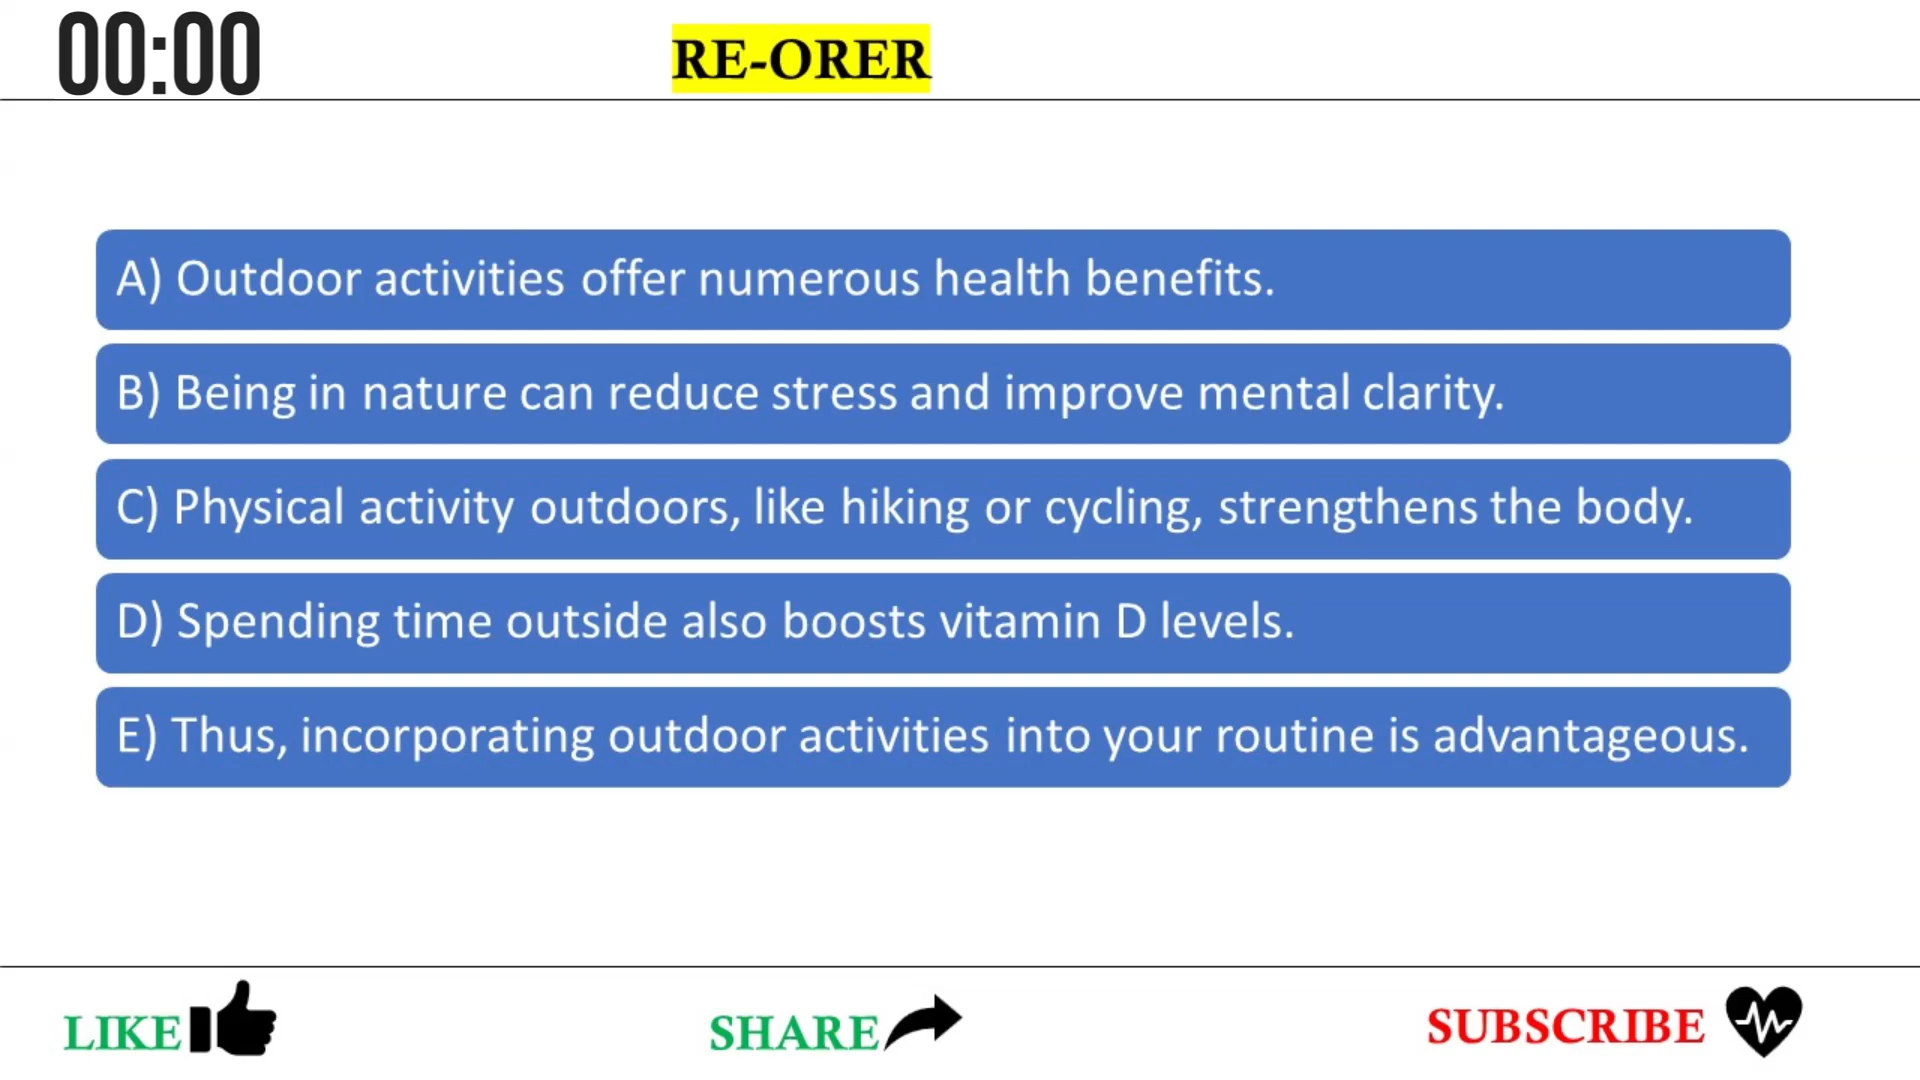 00:00
RE-ORER
A) Outdoor activities offer numerous health benefits.
B) Being in nature can reduce stress and improve mental clarity.
C) Physical activity outdoors, like hiking or cycling, strengthens the body.
D) Spending time outside also boosts vitamin D levels.
E) Thus, incorporating outdoor activities into your routine is advantageous.
LIKE
SHARE
SUBSCRIBE